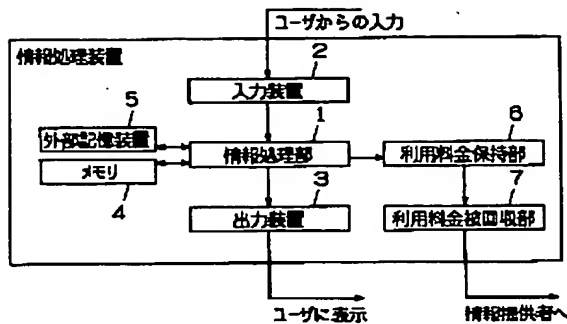 ユーザからの入力
情報処理装置
2
入力装置
5
1
6
外部記憶装置
情報処理部
利用料金保持部
メモリ
4
3
7
出力装置
利用料金被回収部
ユーザに表示
情報提供者へ